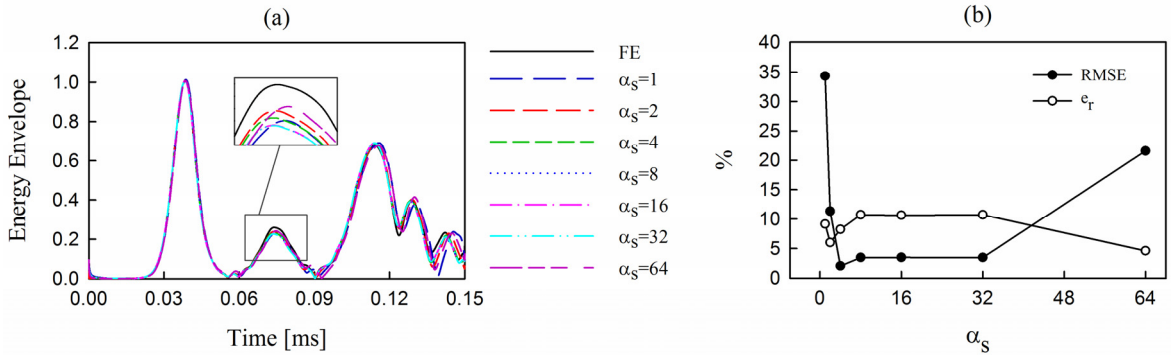 (a)
Energy Envelope
1.2
1.0
0.8
0.6
0.4
0.2
0.0
0.00 0.03 0.06 0.09 0.12 0.15
Time [ms]
FE
αs=1
αs=2
αs=4
αs=8
αs=16
αs=32
αs=64
(b)
%
40
35
30
25
20
15
10
5
0
0 16 32 48 64
αs
RMSE
er